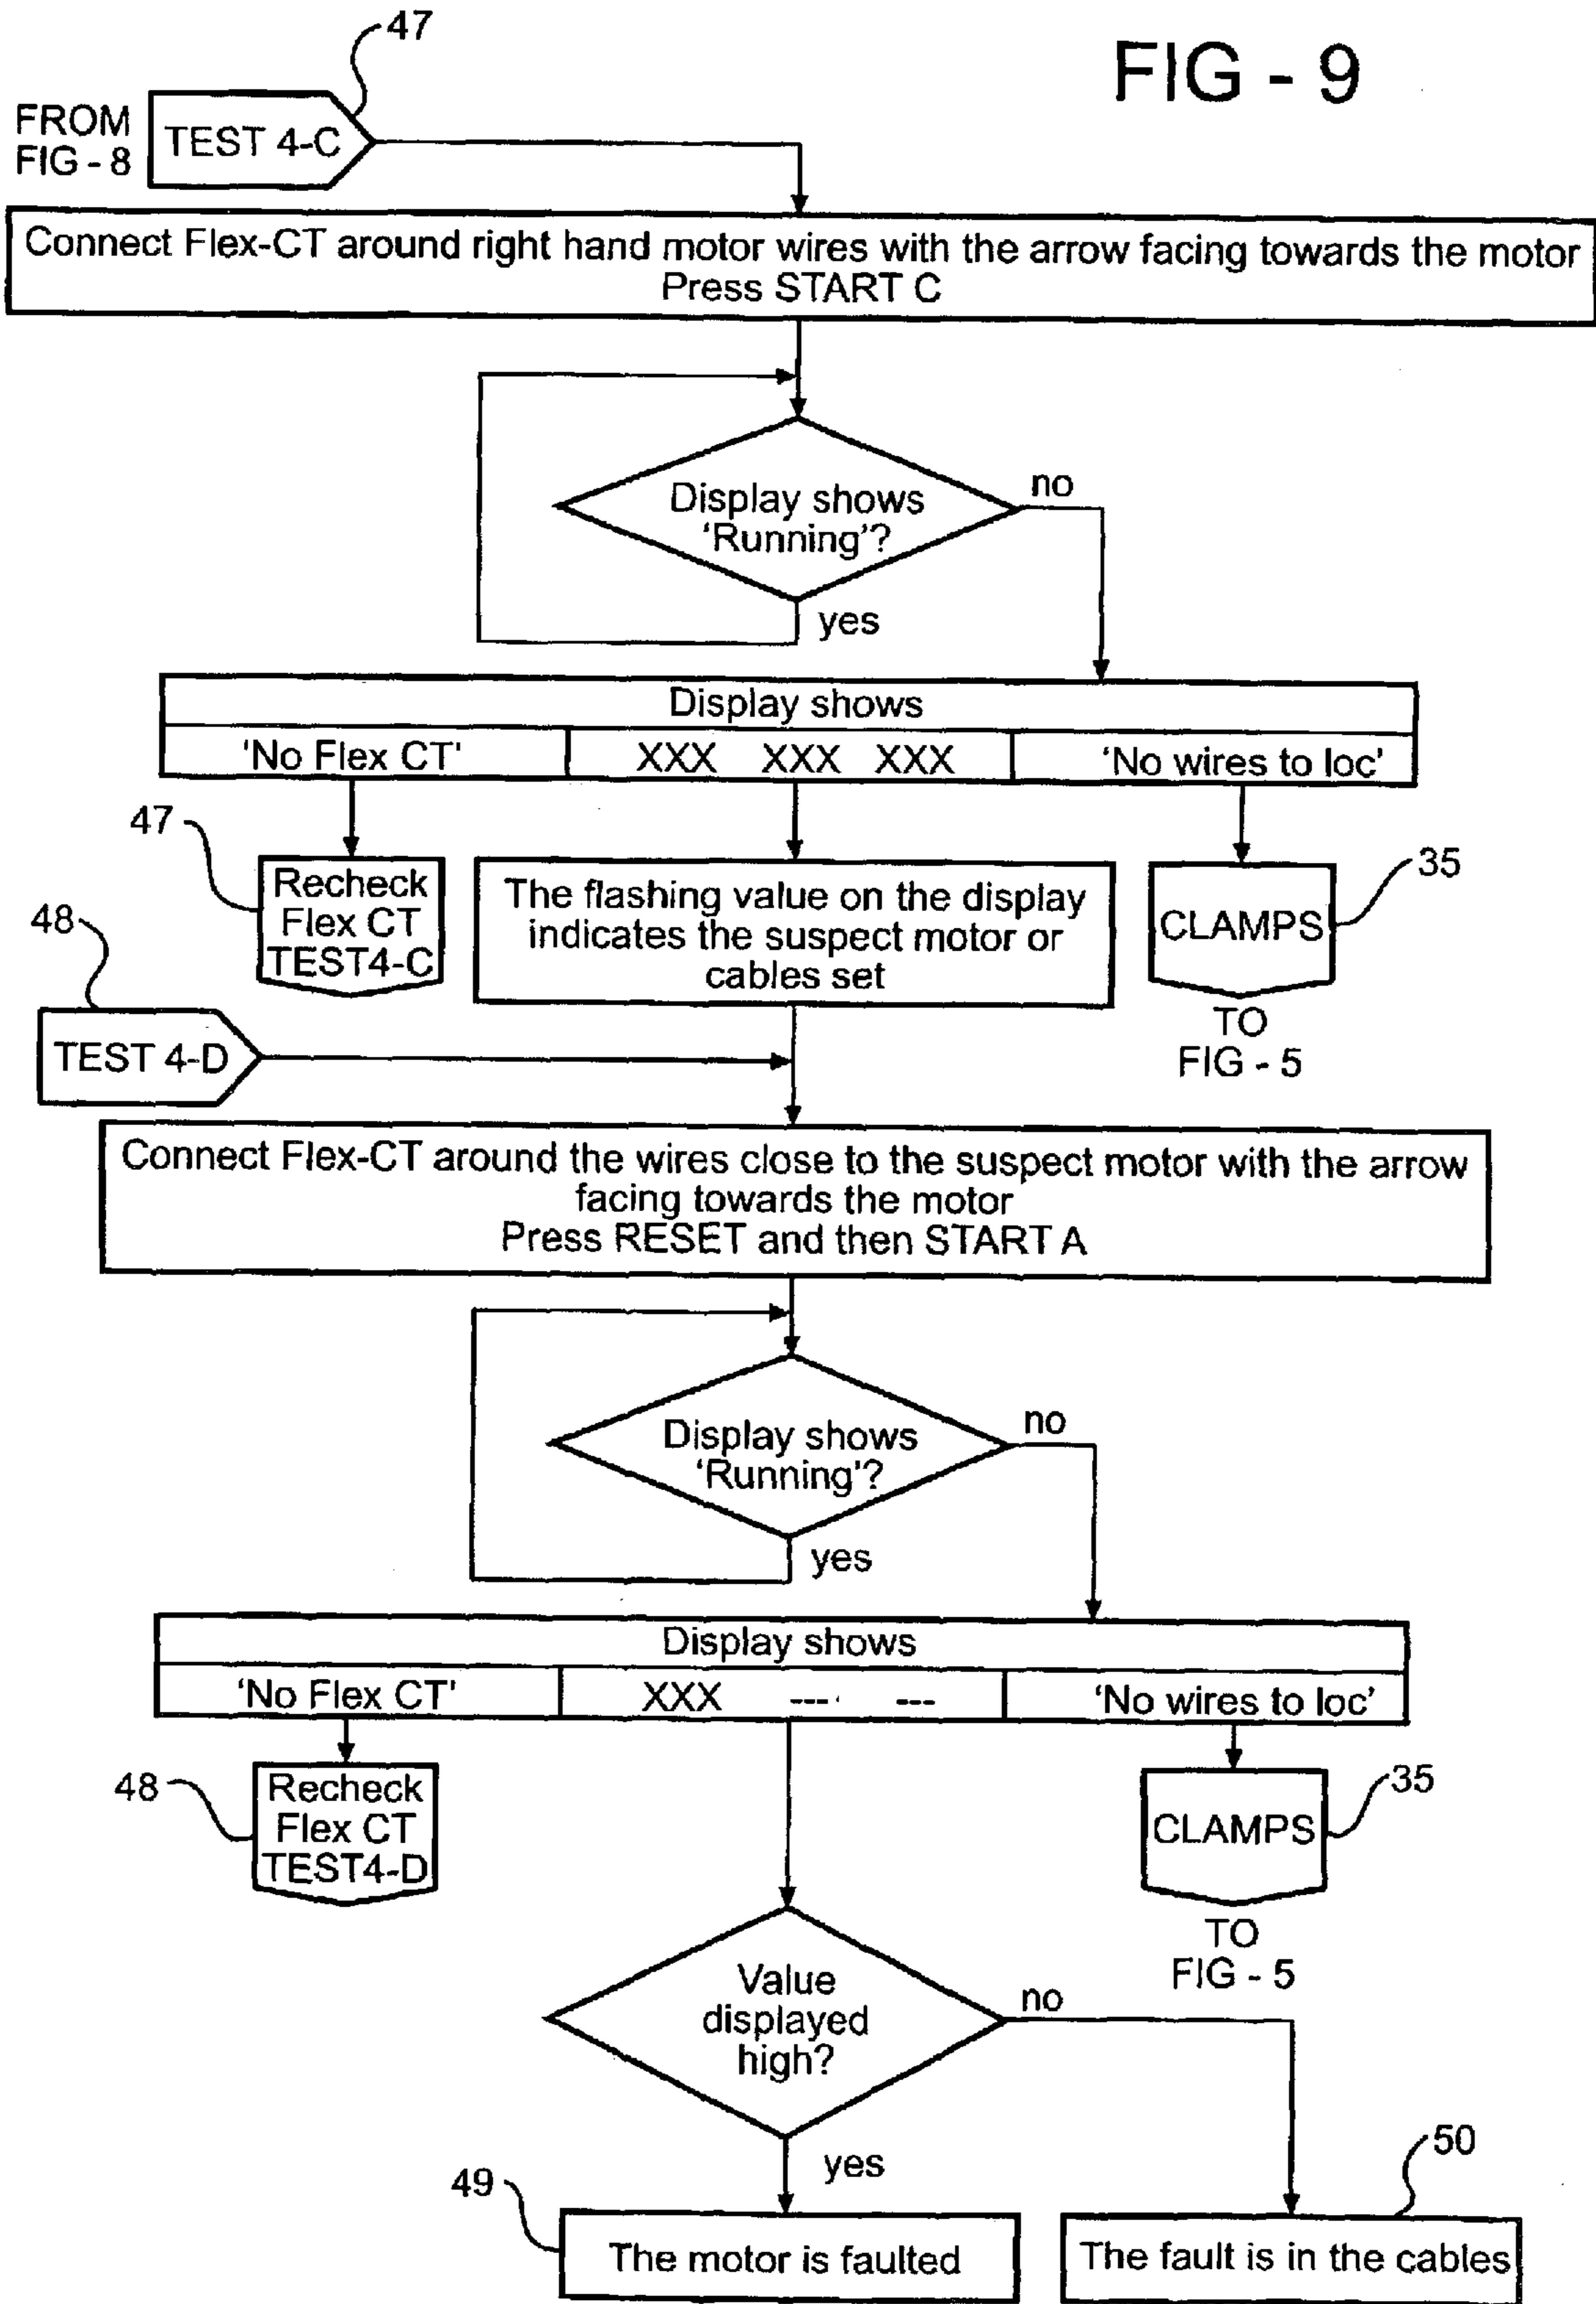 FIG - 9
47
FROM
FIG - 8
TEST 4-C
Connect Flex-CT around right hand motor wires with the arrow facing towards the motor
Press START C
Display shows
'Running'?
no
yes
Display shows
'No Flex CT'
XXX XXX XXX
'No wires to loc'
47
Recheck
Flex CT
TEST4-C
The flashing value on the display
indicates the suspect motor or
cables set
35
CLAMPS
TO
FIG - 5
48
TEST 4-D
Connect Flex-CT around the wires close to the suspect motor with the arrow
facing towards the motor
Press RESET and then START A
Display shows
'Running'?
no
yes
Display shows
'No Flex CT'
XXX --- ---
'No wires to loc'
48
Recheck
Flex CT
TEST4-D
35
CLAMPS
TO
FIG - 5
Value
displayed
high?
no
yes
49
The motor is faulted
50
The fault is in the cables